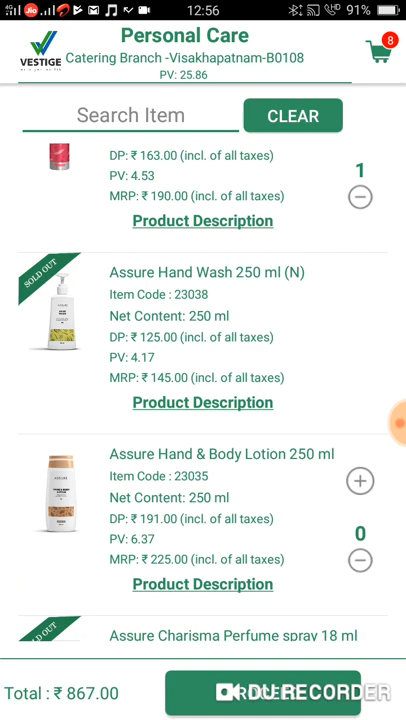 4G
Jio
12:56
HD
91%
VESTIGE
Personal Care
Catering Branch -Visakhapatnam-B0108
PV: 25.86
8
Search Item
CLEAR
DP: ₹ 163.00 (incl. of all taxes)
PV: 4.53
1
MRP: ₹ 190.00 (incl. of all taxes)
Product Description
SOLD OUT
Assure Hand Wash 250 ml (N)
Item Code : 23038
Net Content: 250 ml
DP: ₹ 125.00 (incl. of all taxes)
PV: 4.17
MRP: ₹ 145.00 (incl. of all taxes)
Product Description
Assure Hand & Body Lotion 250 ml
Item Code : 23035
Net Content: 250 ml
DP: ₹ 191.00 (incl. of all taxes)
PV: 6.37
0
MRP: ₹ 225.00 (incl. of all taxes)
Product Description
Assure Charisma Perfume spray 18 ml
Total : ₹ 867.00
DU RECORDER